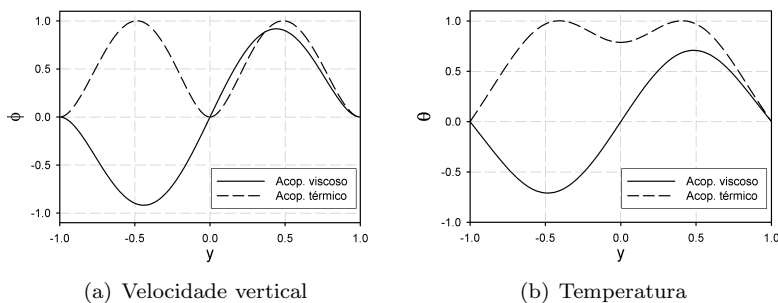 1.0
0.5
0.0
-0.5
-1.0
ϕ
-1.0 -0.5 0.0 0.5 1.0
y
Acop. viscoso
Acop. térmico
(a) Velocidade vertical
1.0
0.5
0.0
-0.5
-1.0
θ
-1.0 -0.5 0.0 0.5 1.0
y
Acop. viscoso
Acop. térmico
(b) Temperatura